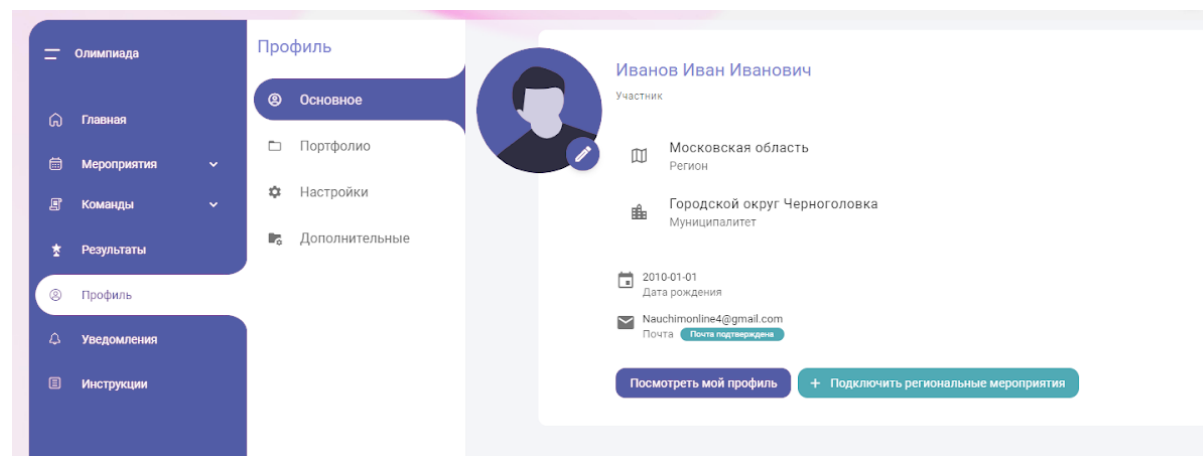 Олимпиада
Главная
Мероприятия
Команды
Результаты
Профиль
Уведомления
Инструкции
Профиль
Основное
Портфолио
Настройки
Дополнительные
Иванов Иван Иванович
Участник
Московская область
Регион
Городской округ Черноголовка
Муниципалитет
2010-01-01
Дата рождения
Nauchimonline4@gmail.com
Почта Почта подтверждена
Посмотреть мой профиль + Подключить региональные мероприятия